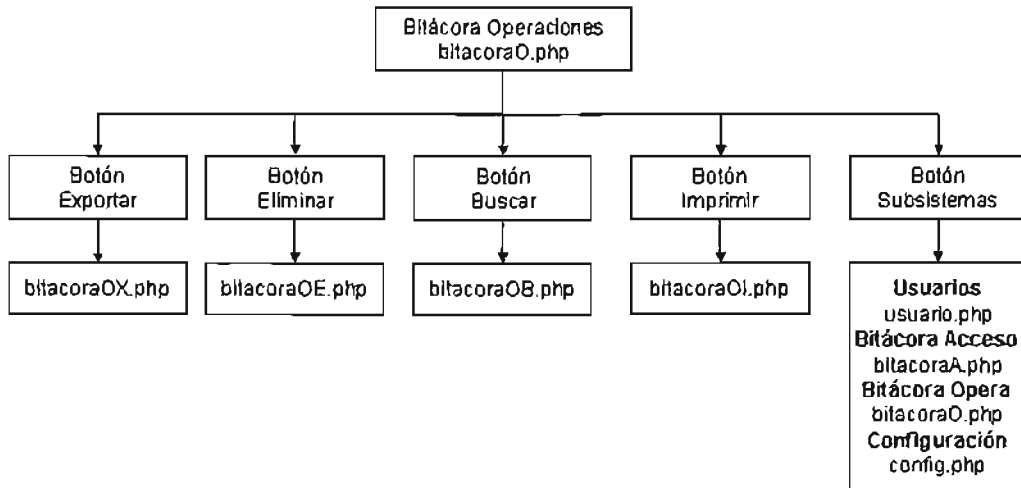 Bitácora Operaciones
bitacoraO.php
Botón
Exportar
Botón
Eliminar
Botón
Buscar
Botón
Imprimir
Botón
Subsistemas
bitacoraOX.php
bitacoraOE.php
bitacoraOB.php
bitacoraOI.php
Usuarios
usuario.php
Bitácora Acceso
bitacoraA.php
Bitácora Opera
bitacoraO.php
Configuración
config.php